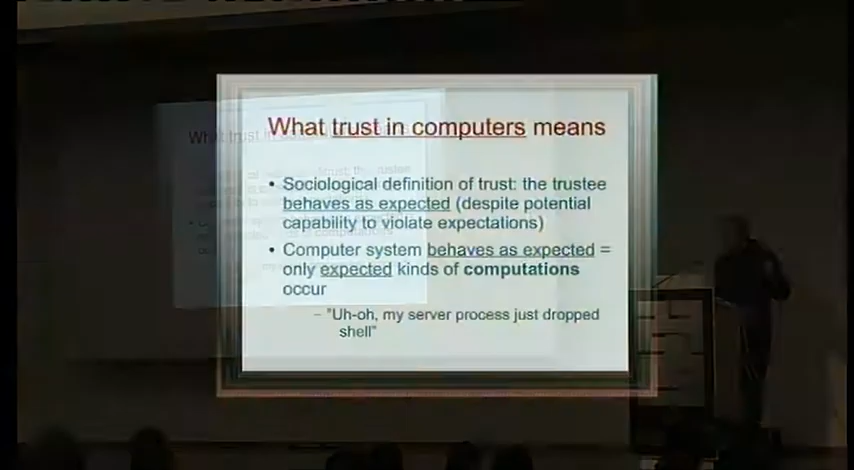 What trust in computers means
• Sociological definition of trust: the trustee
behaves as expected (despite potential
capability to violate expectations)
• Computer system behaves as expected =
only expected kinds of computations
occur
– "Uh-oh, my server process just dropped
shell"